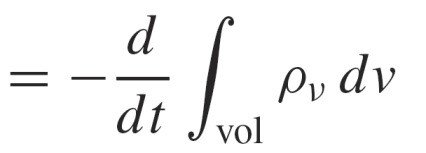 = -\frac{d}{dt} \int_{\text{vol}} \rho_{\nu} \, dv